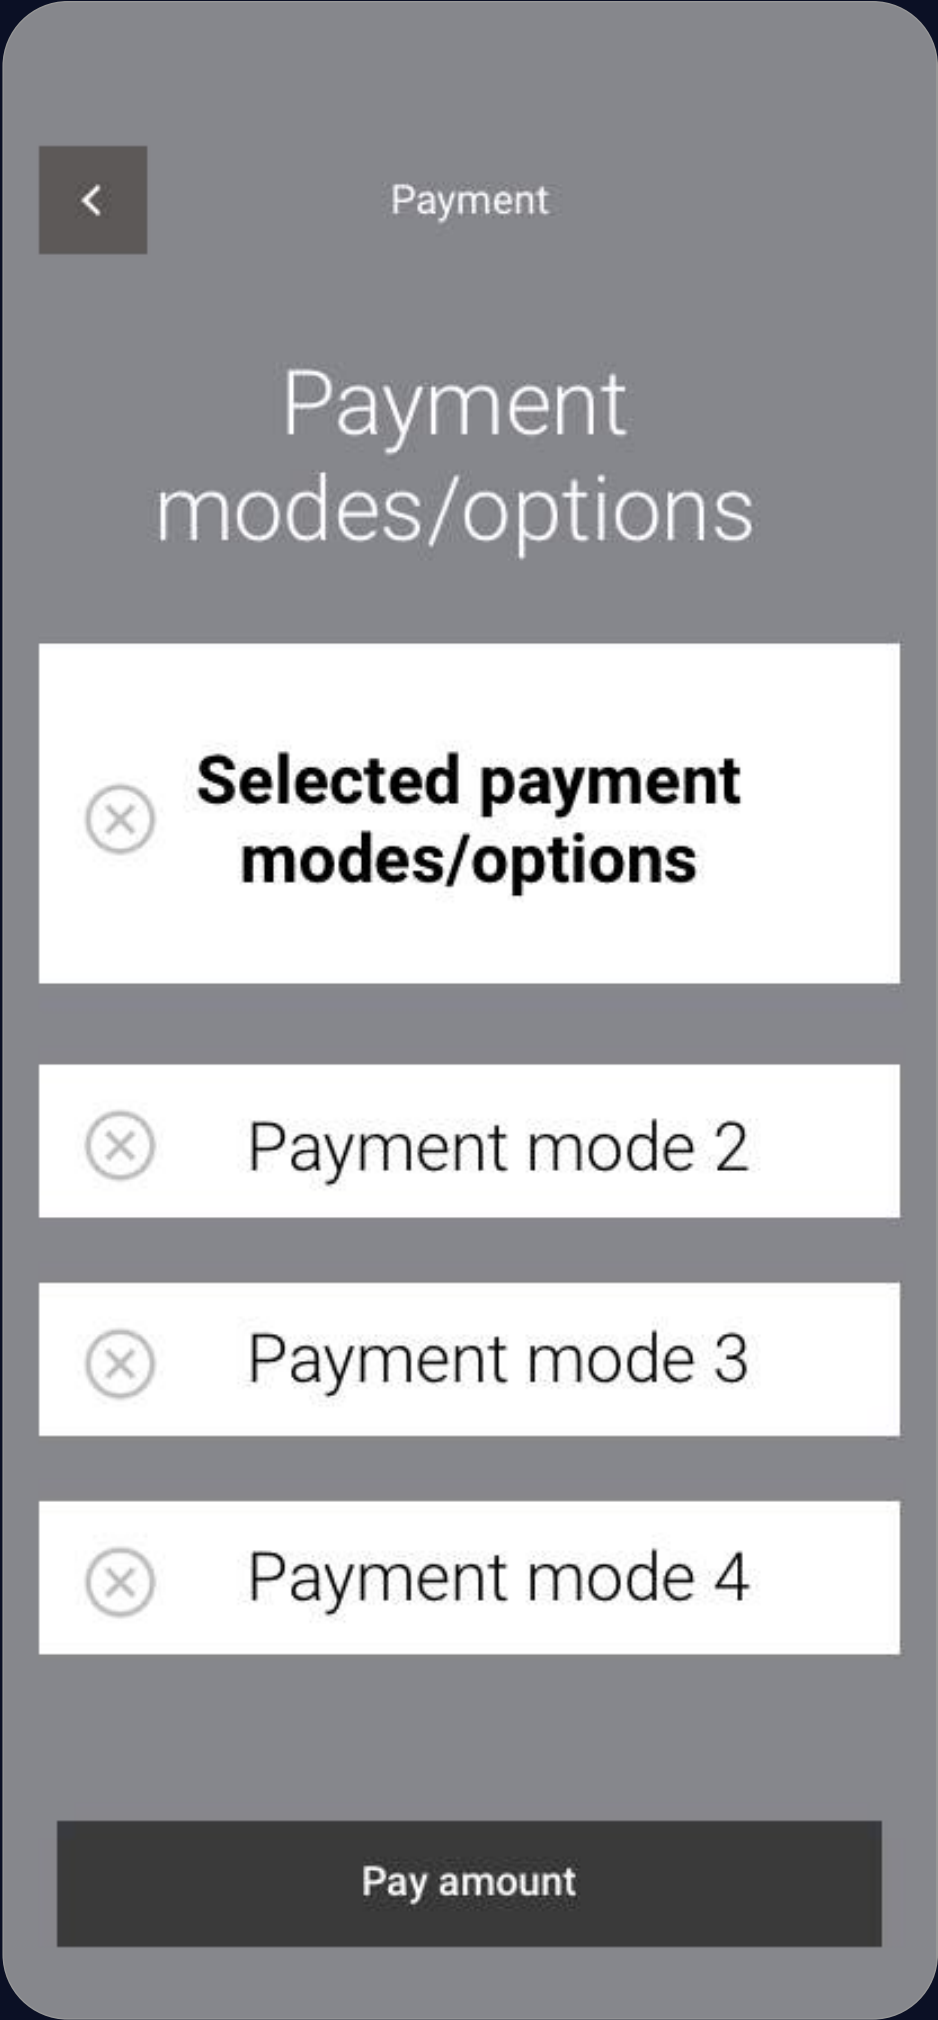 Payment
Payment
modes/options
Selected payment
modes/options
Payment mode 2
Payment mode 3
Payment mode 4
Pay amount